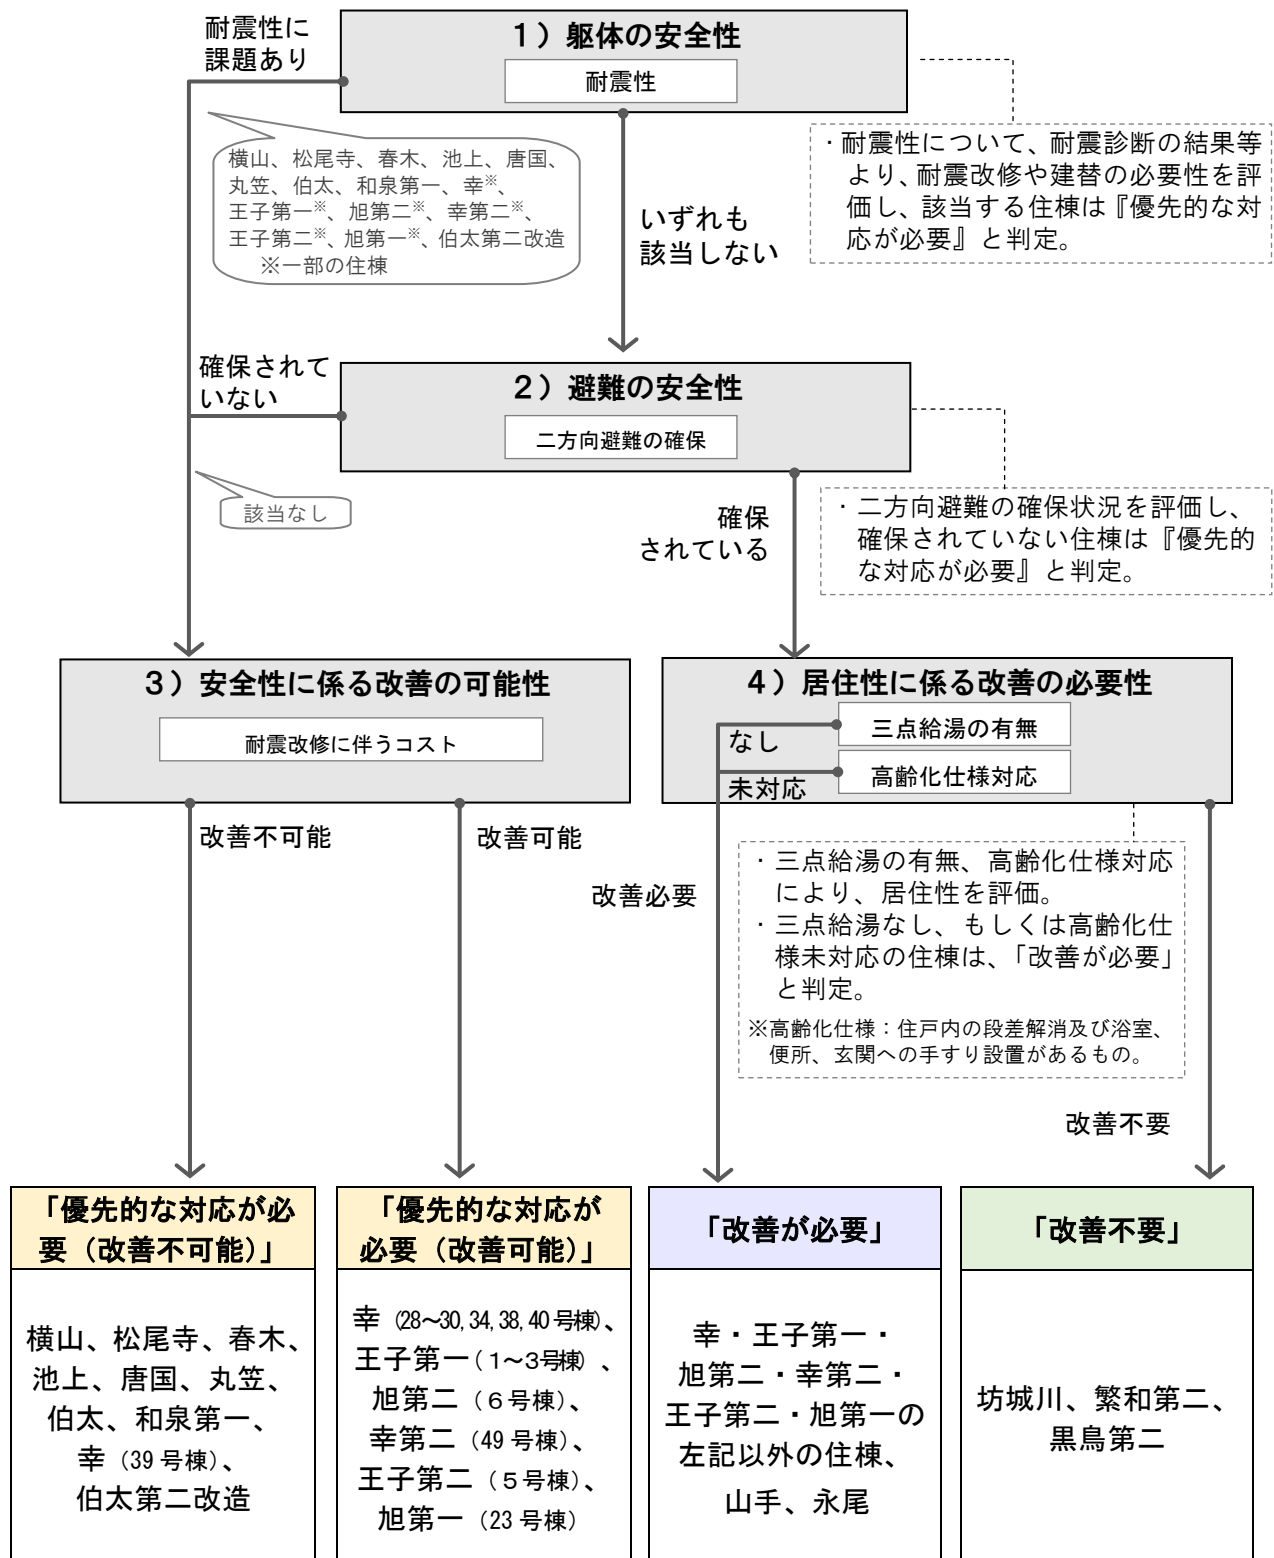 耐震性に
課題あり
１）躯体の安全性
耐震性
横山、松尾寺、春木、池上、唐国、
丸笠、伯太、和泉第一、幸※、
王子第一※、旭第二※、幸第二※、
王子第二※、旭第一※、伯太第二改造
※一部の住棟
・耐震性について、耐震診断の結果等
より、耐震改修や建替の必要性を評
価し、該当する住棟は『優先的な対
応が必要』と判定。
いずれも
該当しない
確保されて
いない
２）避難の安全性
二方向避難の確保
該当なし
確保
されている
・二方向避難の確保状況を評価し、
確保されていない住棟は『優先的
な対応が必要』と判定。
３）安全性に係る改善の可能性
耐震改修に伴うコスト
４）居住性に係る改善の必要性
三点給湯の有無
なし
高齢化仕様対応
未対応
改善不可能
改善可能
改善必要
・三点給湯の有無、高齢化仕様対応
により、居住性を評価。
・三点給湯なし、もしくは高齢化仕
様未対応の住棟は、「改善が必要」
と判定。
※高齢化仕様：住戸内の段差解消及び浴室、
便所、玄関への手すり設置があるもの。
改善不要
「優先的な対応が必
要（改善不可能）」
横山、松尾寺、春木、
池上、唐国、丸笠、
伯太、和泉第一、
幸（39号棟）、
伯太第二改造
「優先的な対応が
必要（改善可能）」
幸（28～30,34,38,40号棟）、
王子第一（１～３号棟）、
旭第二（６号棟）、
幸第二（49号棟）、
王子第二（５号棟）、
旭第一（23号棟）
「改善が必要」
幸・王子第一・
旭第二・幸第二・
王子第二・旭第一の
左記以外の住棟、
山手、永尾
「改善不要」
坊城川、繁和第二、
黒鳥第二